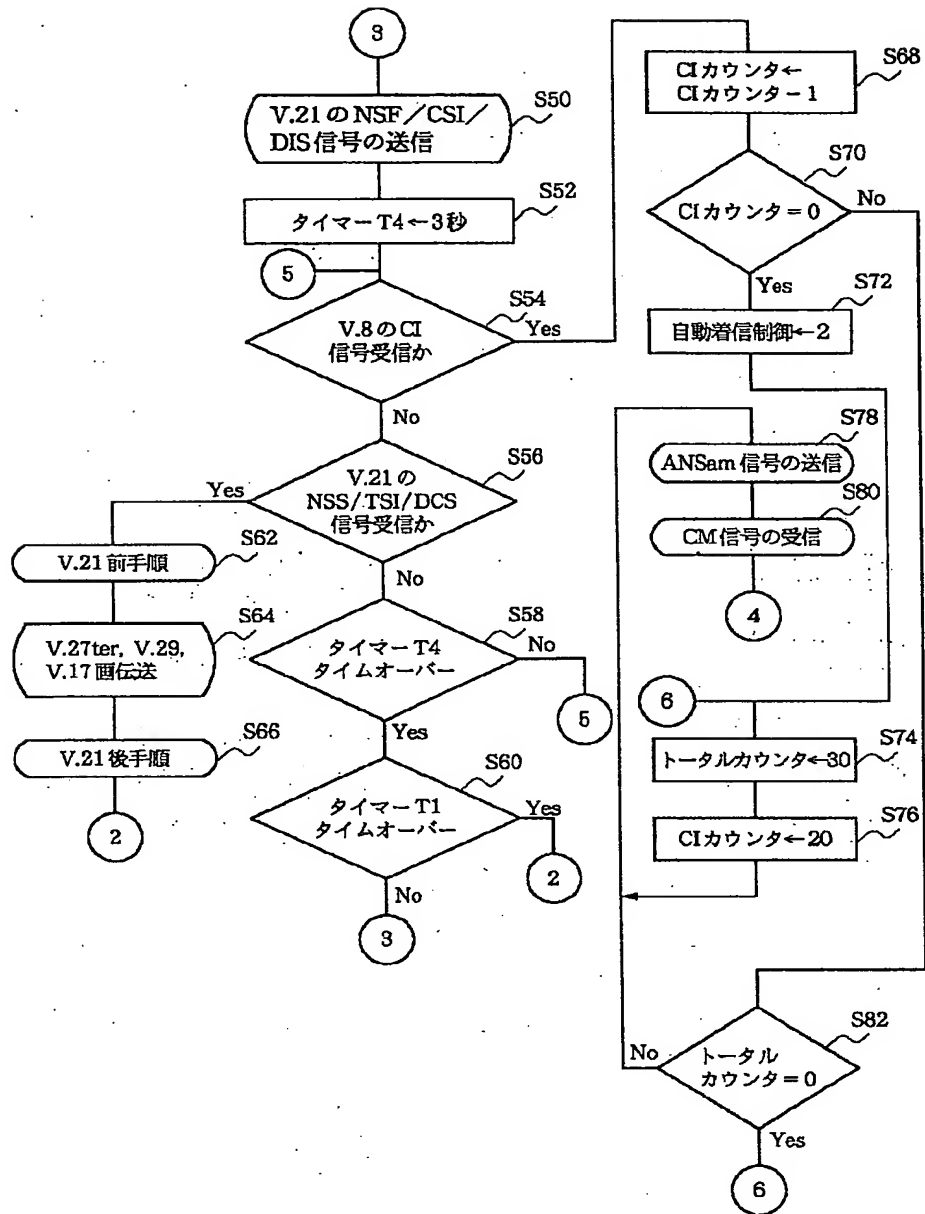 3
S50
V.21のNSF/CSI/
DIS信号の送信
S52
タイマーT4←3秒
5
S54
V.8のCI
信号受信か
Yes
No
S56
V.21の
NSS/TSI/DCS
信号受信か
Yes
No
S62
V.21前手順
S64
V.27ter, V.29,
V.17画伝送
S66
V.21後手順
2
S58
タイマーT4
タイムオーバー
No
5
Yes
S60
タイマーT1
タイムオーバー
Yes
2
No
3
S68
CIカウンタ←
CIカウンター1
S70
CIカウンタ=0
No
Yes
S72
自動着信制御←2
S78
ANSam信号の送信
S80
CM信号の受信
4
6
S74
トータルカウンタ←30
S76
CIカウンタ←20
S82
トータル
カウンタ=0
No
Yes
6